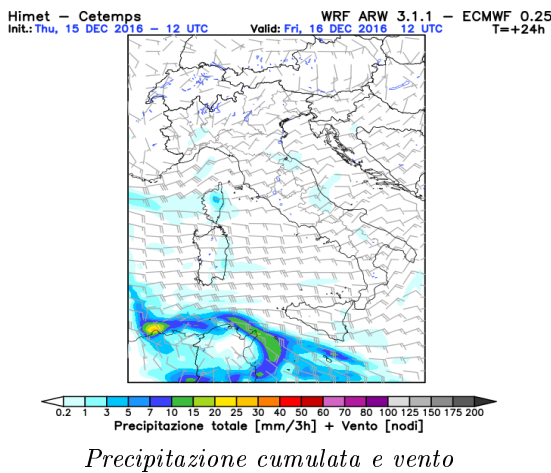 Himet – Cetemps WRF ARW 3.1.1 – ECMWF 0.25
Init.: Thu, 15 DEC 2016 – 12 UTC Valid: Fri, 16 DEC 2016 12 UTC T=+24h
0.2 1 3 5 7 10 15 20 25 30 40 50 60 70 80 100 125 150 175 200
Precipitazione totale [mm/3h] + Vento [nodi]
Precipitazione cumulata e vento